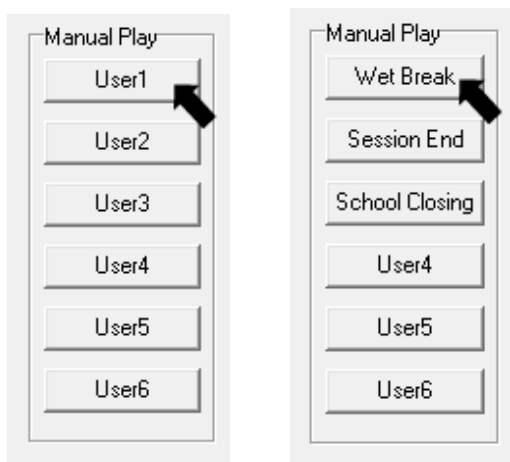 Manual Play
User1
User2
User3
User4
User5
User6
Manual Play
Wet Break
Session End
School Closing
User4
User5
User6